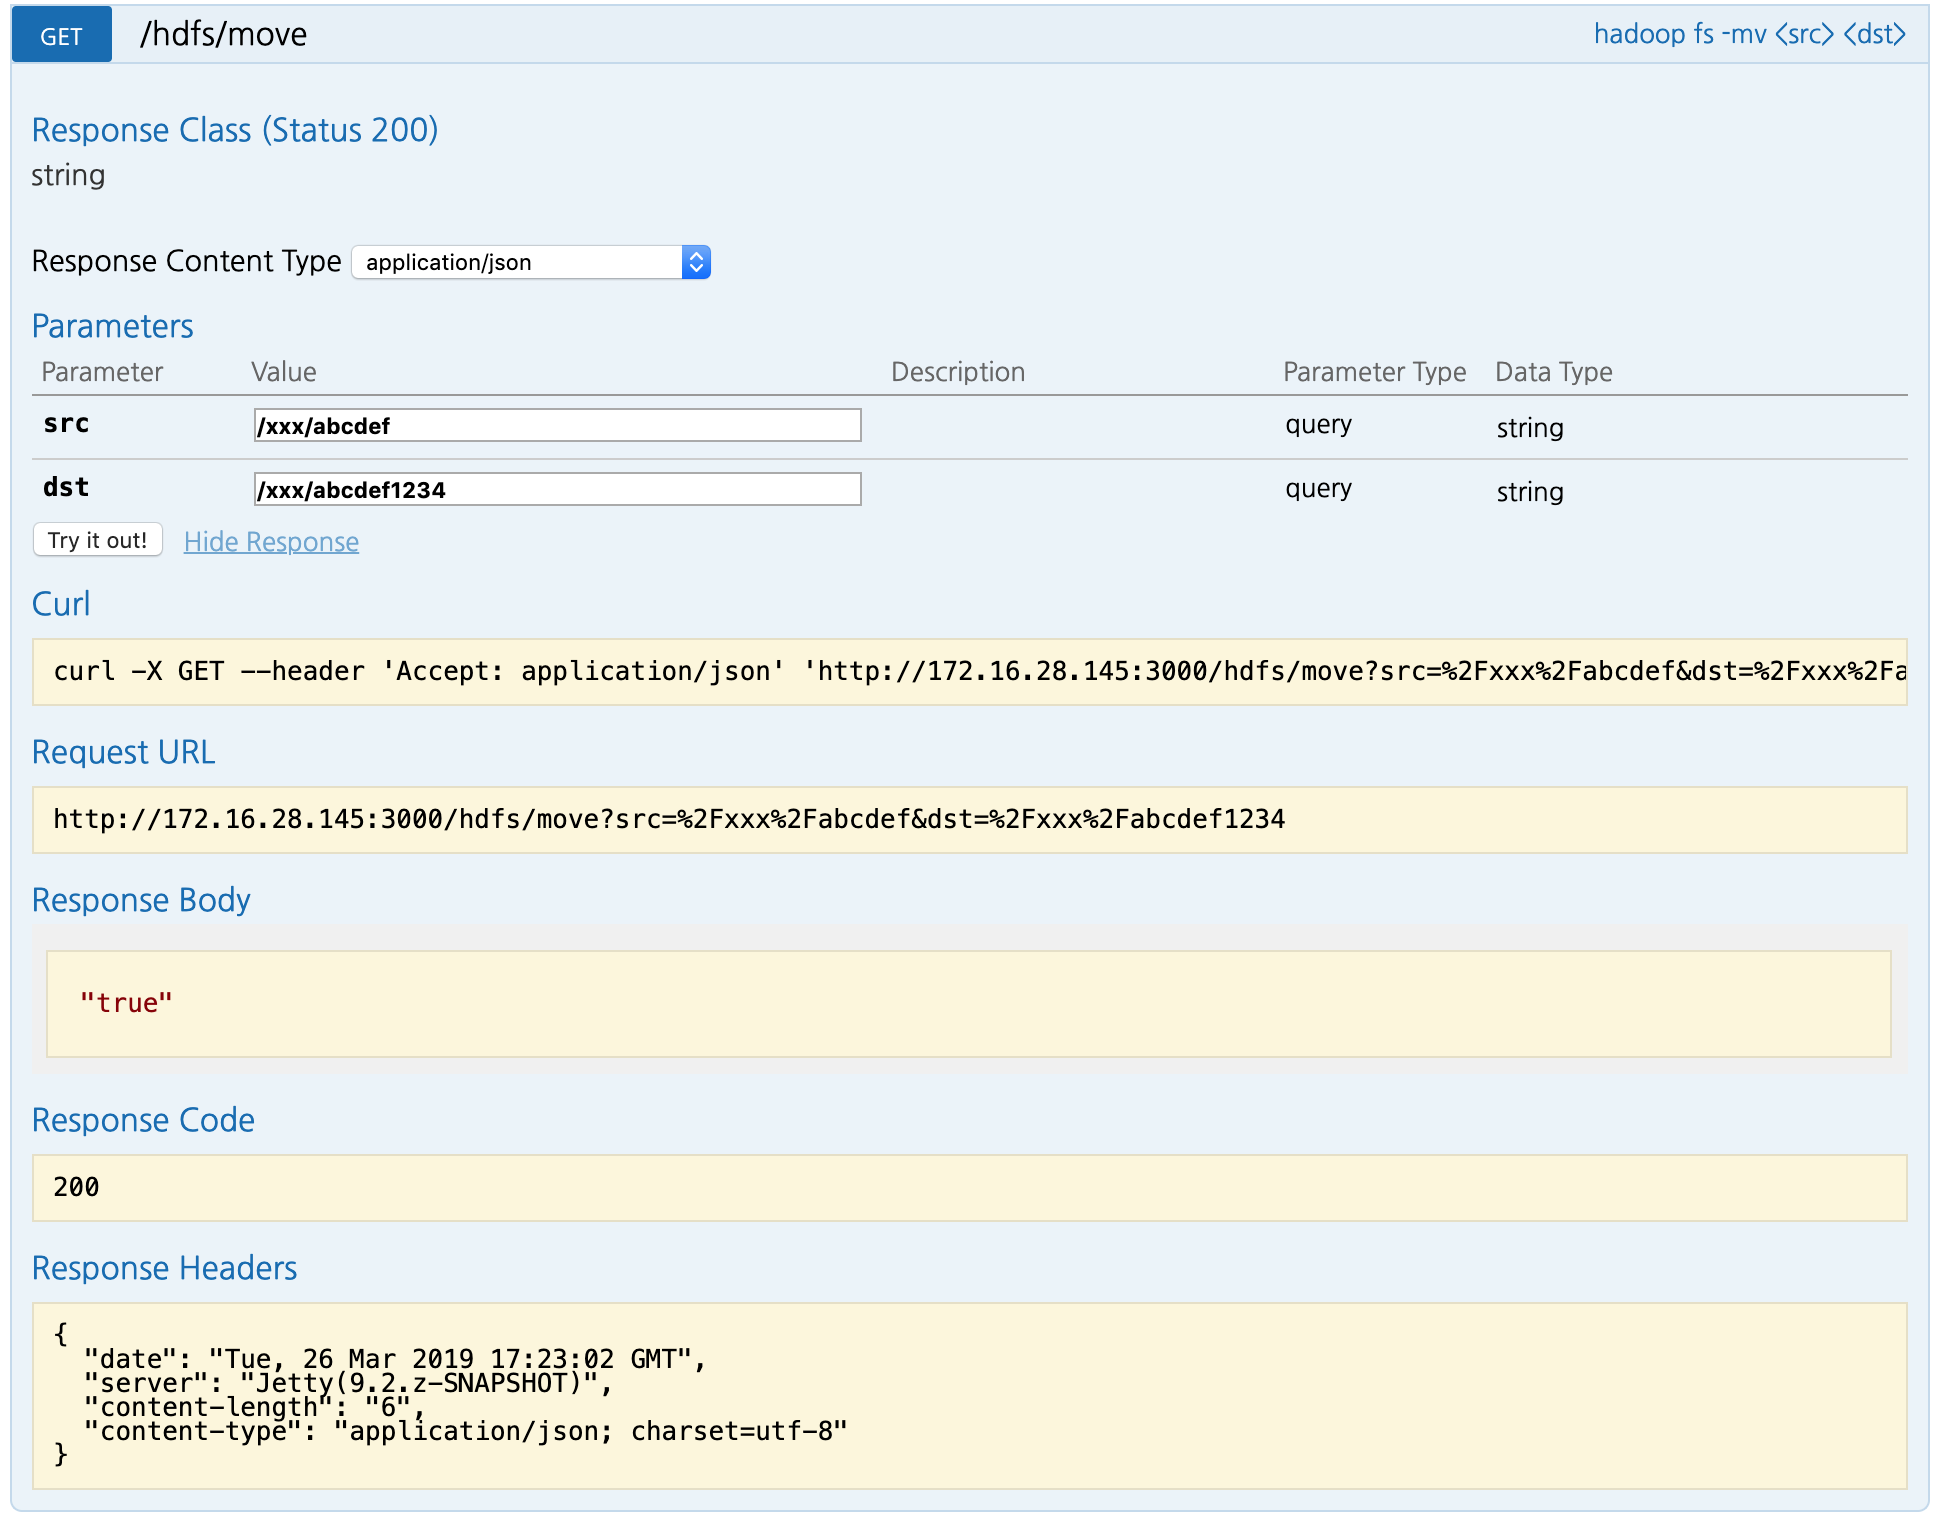 GET /hdfs/move hadoop fs -mv <src> <dst>
Response Class (Status 200)
string
Response Content Type application/json
Parameters
Parameter Value Description Parameter Type Data Type
src /xxx/abcdef query string
dst /xxx/abcdef1234 query string
Try it out! Hide Response
Curl
curl -X GET --header 'Accept: application/json' 'http://172.16.28.145:3000/hdfs/move?src=%2Fxxx%2Fabcdef&dst=%2Fxxx%2Fa
Request URL
http://172.16.28.145:3000/hdfs/move?src=%2Fxxx%2Fabcdef&dst=%2Fxxx%2Fabcdef1234
Response Body
"true"
Response Code
200
Response Headers
{
"date": "Tue, 26 Mar 2019 17:23:02 GMT",
"server": "Jetty(9.2.z-SNAPSHOT)",
"content-length": "6",
"content-type": "application/json; charset=utf-8"
}